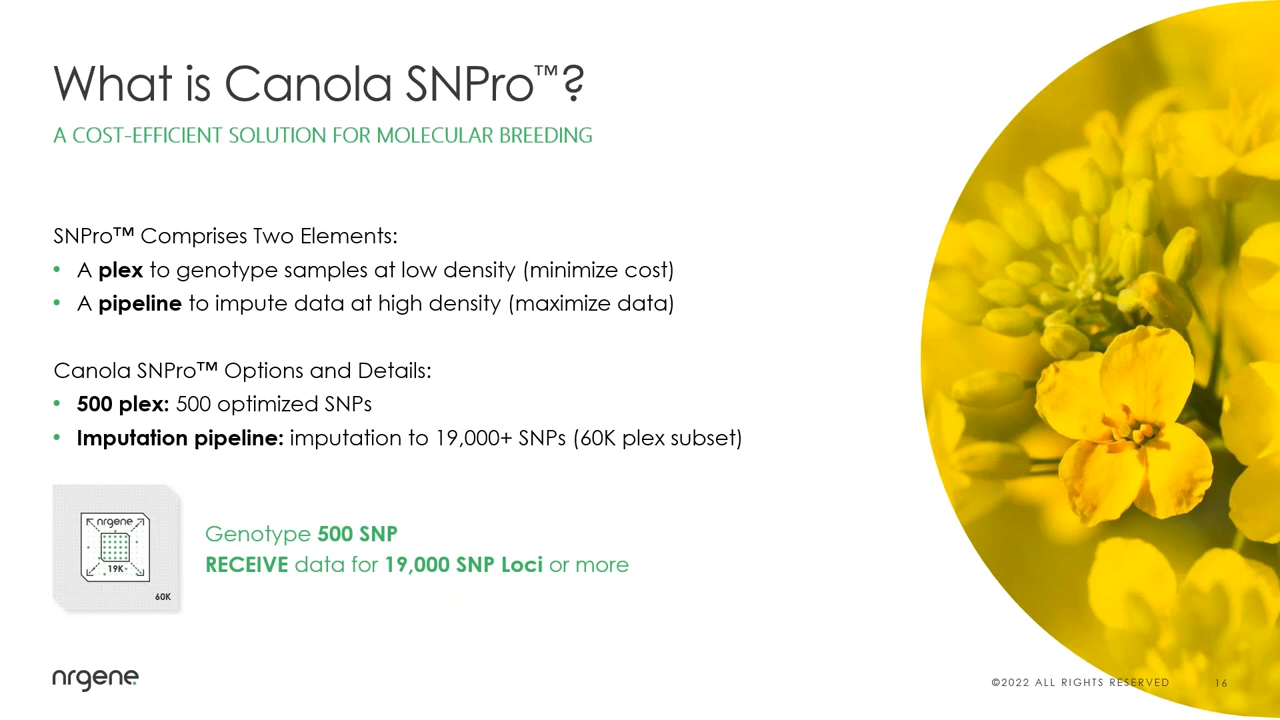 What is Canola SNPro™?
A COST-EFFICIENT SOLUTION FOR MOLECULAR BREEDING
SNPro™ Comprises Two Elements:
• A plex to genotype samples at low density (minimize cost)
• A pipeline to impute data at high density (maximize data)
Canola SNPro™ Options and Details:
• 500 plex: 500 optimized SNPs
• Imputation pipeline: imputation to 19,000+ SNPs (60K plex subset)
nrgene
19K
60K
Genotype 500 SNP
RECEIVE data for 19,000 SNP Loci or more
nrgene
©2022 ALL RIGHTS RESERVED
16